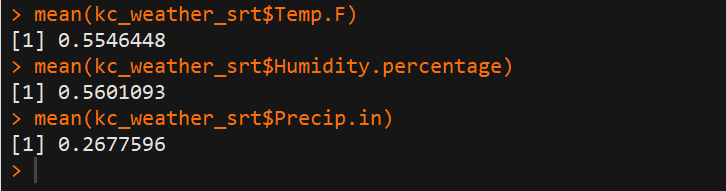 > mean(kc_weather_srt$Temp.F)
[1] 0.5546448
> mean(kc_weather_srt$Humidity.percentage)
[1] 0.5601093
> mean(kc_weather_srt$Precip.in)
[1] 0.2677596
>